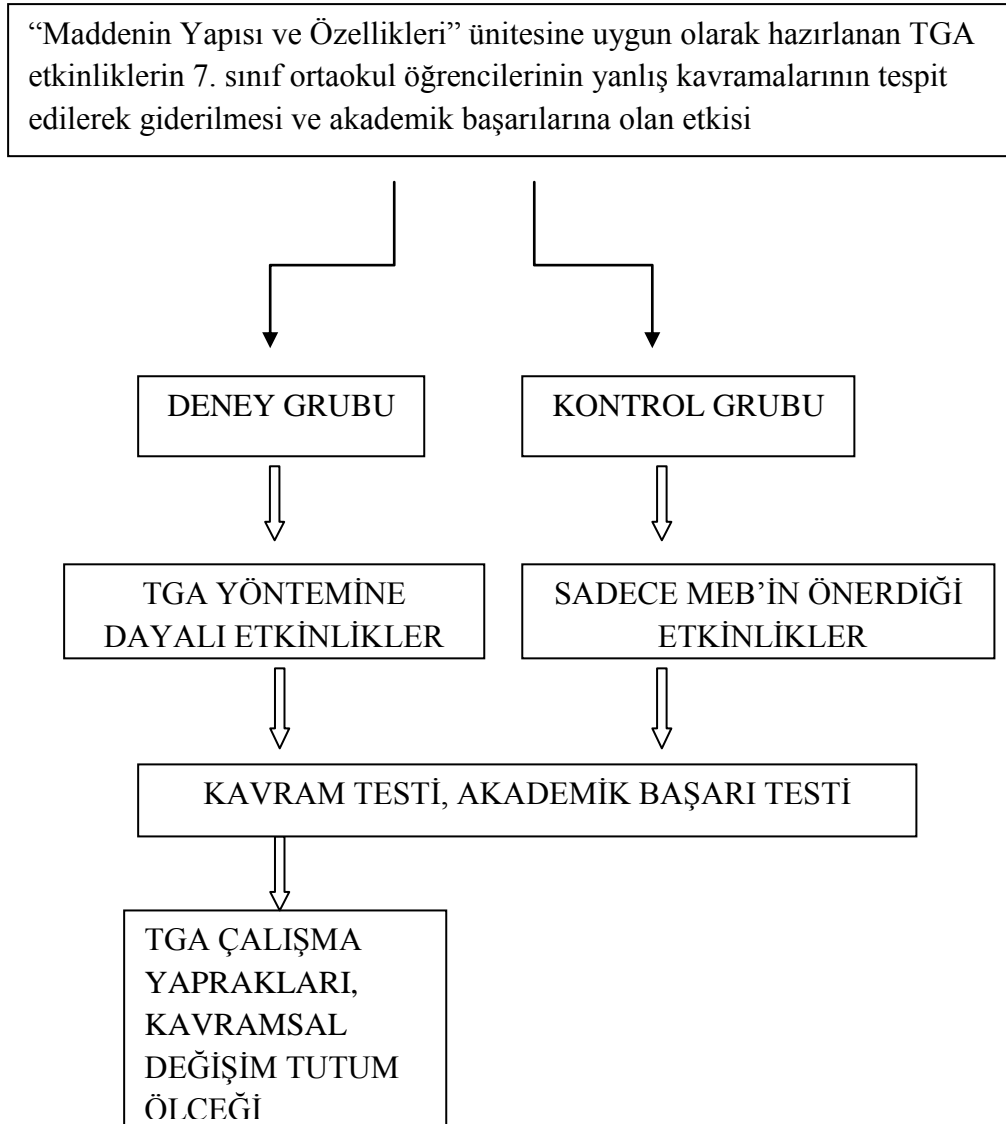 “Maddenin Yapısı ve Özellikleri” ünitesine uygun olarak hazırlanan TGA
etkinliklerin 7. sınıf ortaokul öğrencilerinin yanlış kavramalarının tespit
edilerek giderilmesi ve akademik başarılarına olan etkisi
DENEY GRUBU
KONTROL GRUBU
TGA YÖNTEMİNE
DAYALI ETKİNLİKLER
SADECE MEB’İN ÖNERDİĞİ
ETKİNLİKLER
KAVRAM TESTİ, AKADEMİK BAŞARI TESTİ
TGA ÇALIŞMA
YAPRAKLARI,
KAVRAMSAL
DEĞİŞİM TUTUM
ÖLÇEĞİ